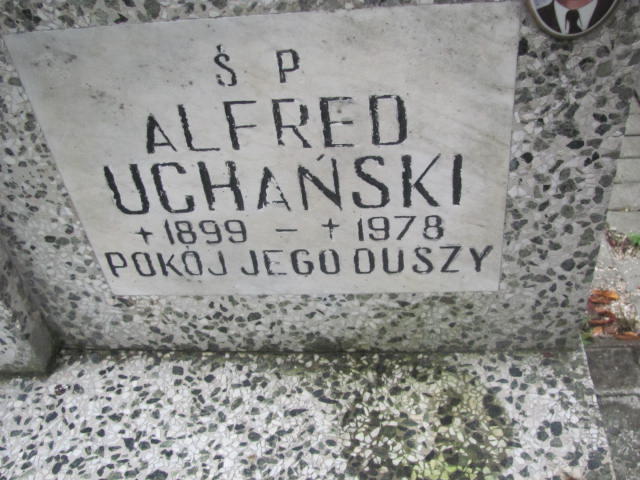 Ś P
ALFRED
UCHAŃSKI
+ 1899 - + 1978
POKÓJ JEGO DUSZY